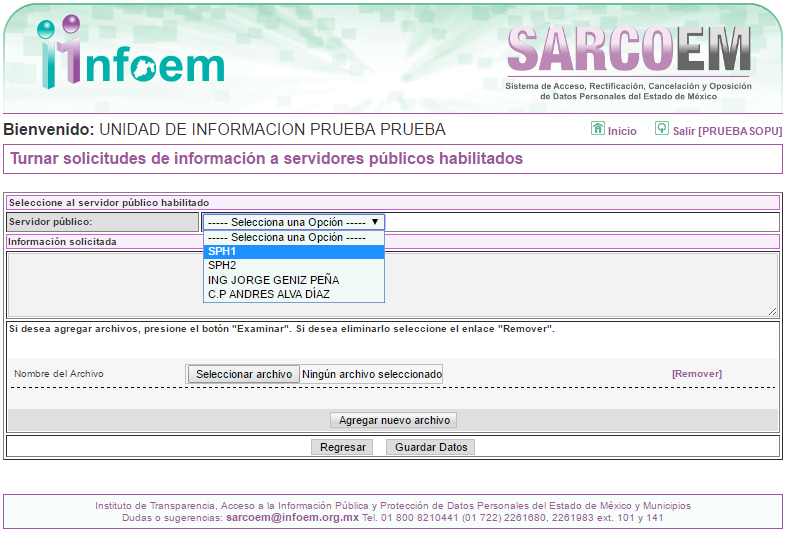 infoem
SARCOEM
Sistema de Acceso, Rectificación, Cancelación y Oposición
de Datos Personales del Estado de México
Bienvenido: UNIDAD DE INFORMACION PRUEBA PRUEBA
Inicio
Salir [PRUEBASOPU]
Turnar solicitudes de información a servidores públicos habilitados
Seleccione al servidor público habilitado
Servidor público:
----- Selecciona una Opción -----
----- Selecciona una Opción -----
SPH1
SPH2
ING JORGE GENIZ PEÑA
C.P ANDRES ALVA DÍAZ
Información solicitada
Si desea agregar archivos, presione el botón "Examinar". Si desea eliminarlo seleccione el enlace "Remover".
Nombre del Archivo
Seleccionar archivo
Ningún archivo seleccionado
[Remover]
Agregar nuevo archivo
Regresar
Guardar Datos
Instituto de Transparencia, Acceso a la Información Pública y Protección de Datos Personales del Estado de México y Municipios
Dudas o sugerencias: sarcoem@infoem.org.mx Tel. 01 800 8210441 (01 722) 2261680, 2261983 ext. 101 y 141